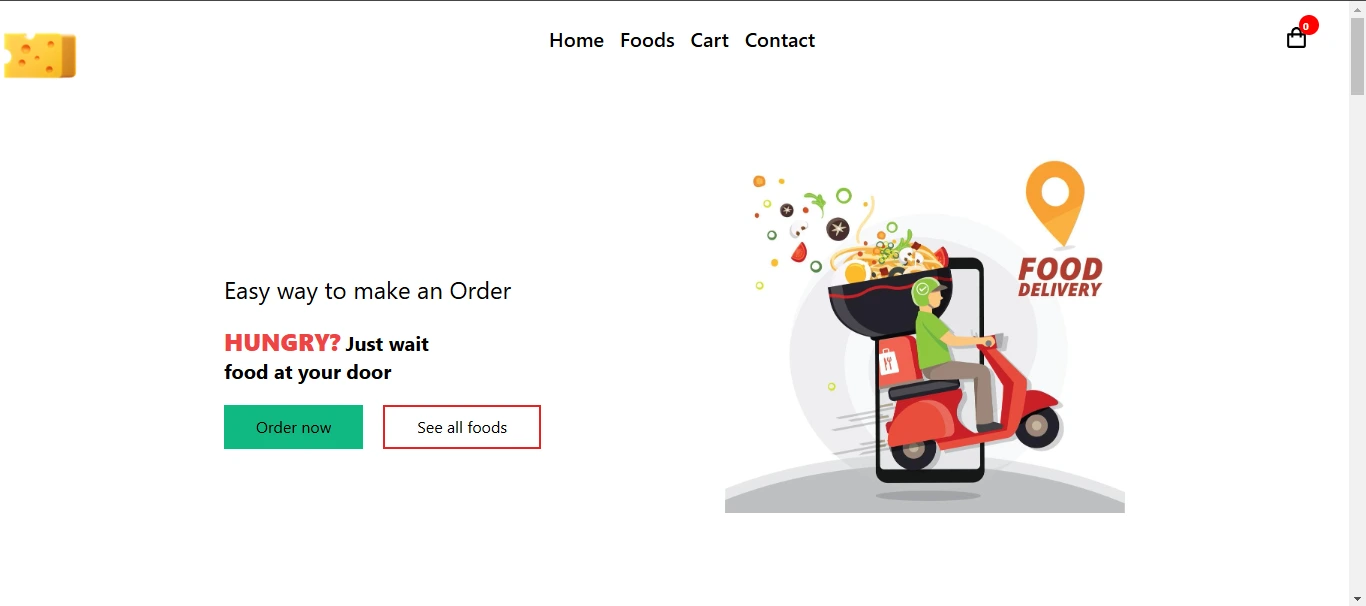 Home Foods Cart Contact
0
FOOD
DELIVERY
Easy way to make an Order
HUNGRY? Just wait
food at your door
Order now
See all foods